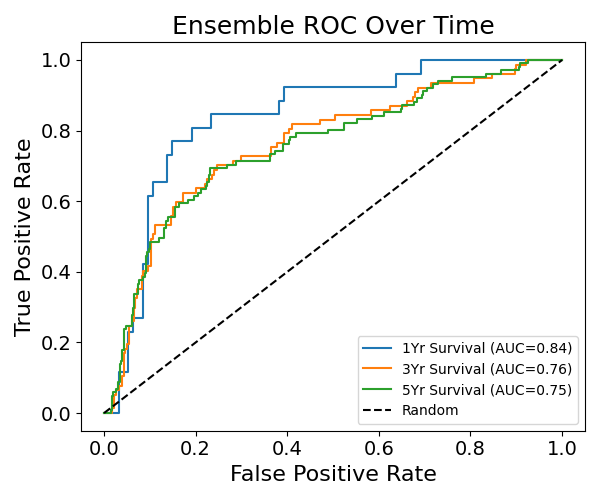 Ensemble ROC Over Time
True Positive Rate
1.0
0.8
0.6
0.4
0.2
0.0
0.0 0.2 0.4 0.6 0.8 1.0
False Positive Rate
1Yr Survival (AUC=0.84)
3Yr Survival (AUC=0.76)
5Yr Survival (AUC=0.75)
Random